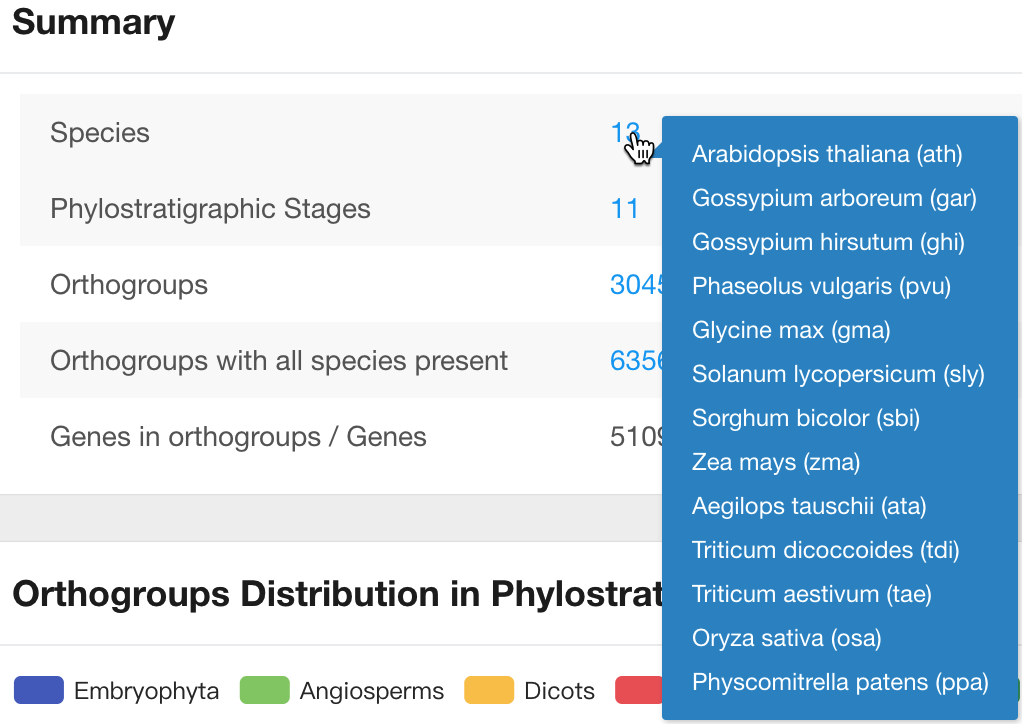 Summary
Species 13
Phylostratigraphic Stages 11
Orthogroups 3045
Orthogroups with all species present 6356
Genes in orthogroups / Genes 5109
Arabidopsis thaliana (ath)
Gossypium arboreum (gar)
Gossypium hirsutum (ghi)
Phaseolus vulgaris (pvu)
Glycine max (gma)
Solanum lycopersicum (sly)
Sorghum bicolor (sbi)
Zea mays (zma)
Aegilops tauschii (ata)
Triticum dicoccoides (tdi)
Triticum aestivum (tae)
Oryza sativa (osa)
Physcomitrella patens (ppa)
Orthogroups Distribution in Phylostrat
Embryophyta Angiosperms Dicots